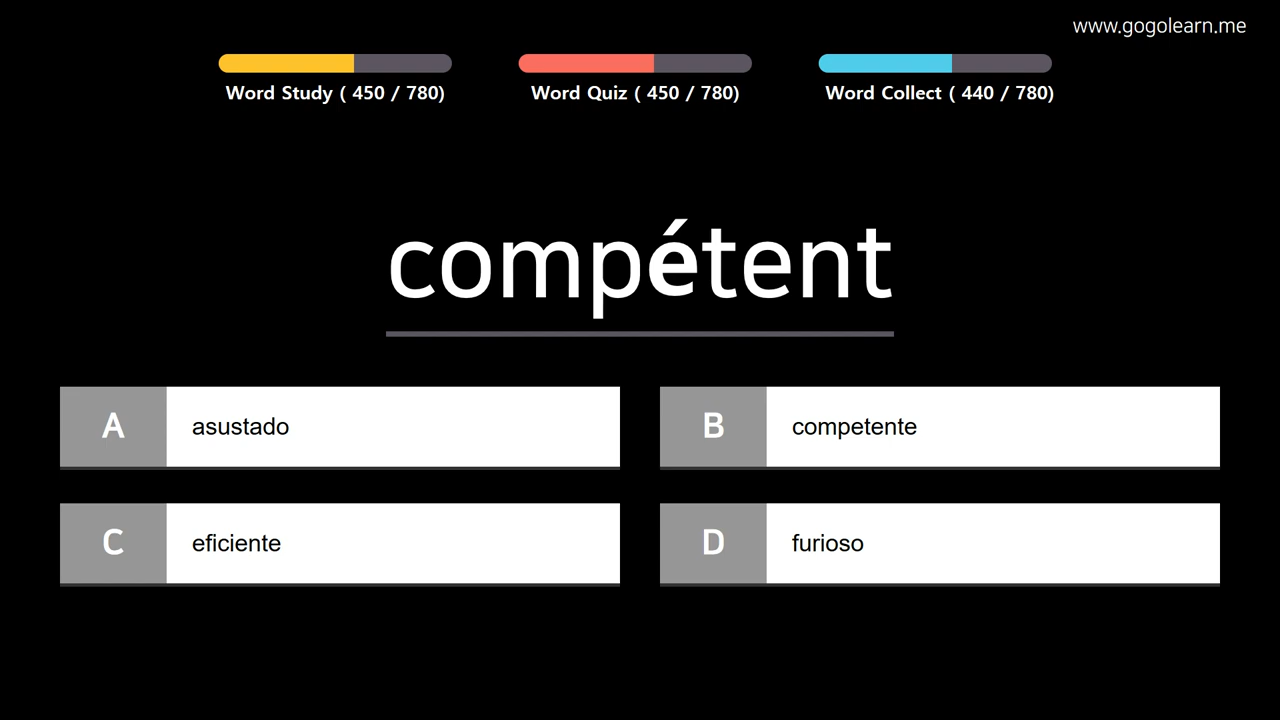 www.gogolearn.me
Word Study ( 450 / 780)
Word Quiz ( 450 / 780)
Word Collect ( 440 / 780)
compétent
A asustado
B competente
C eficiente
D furioso